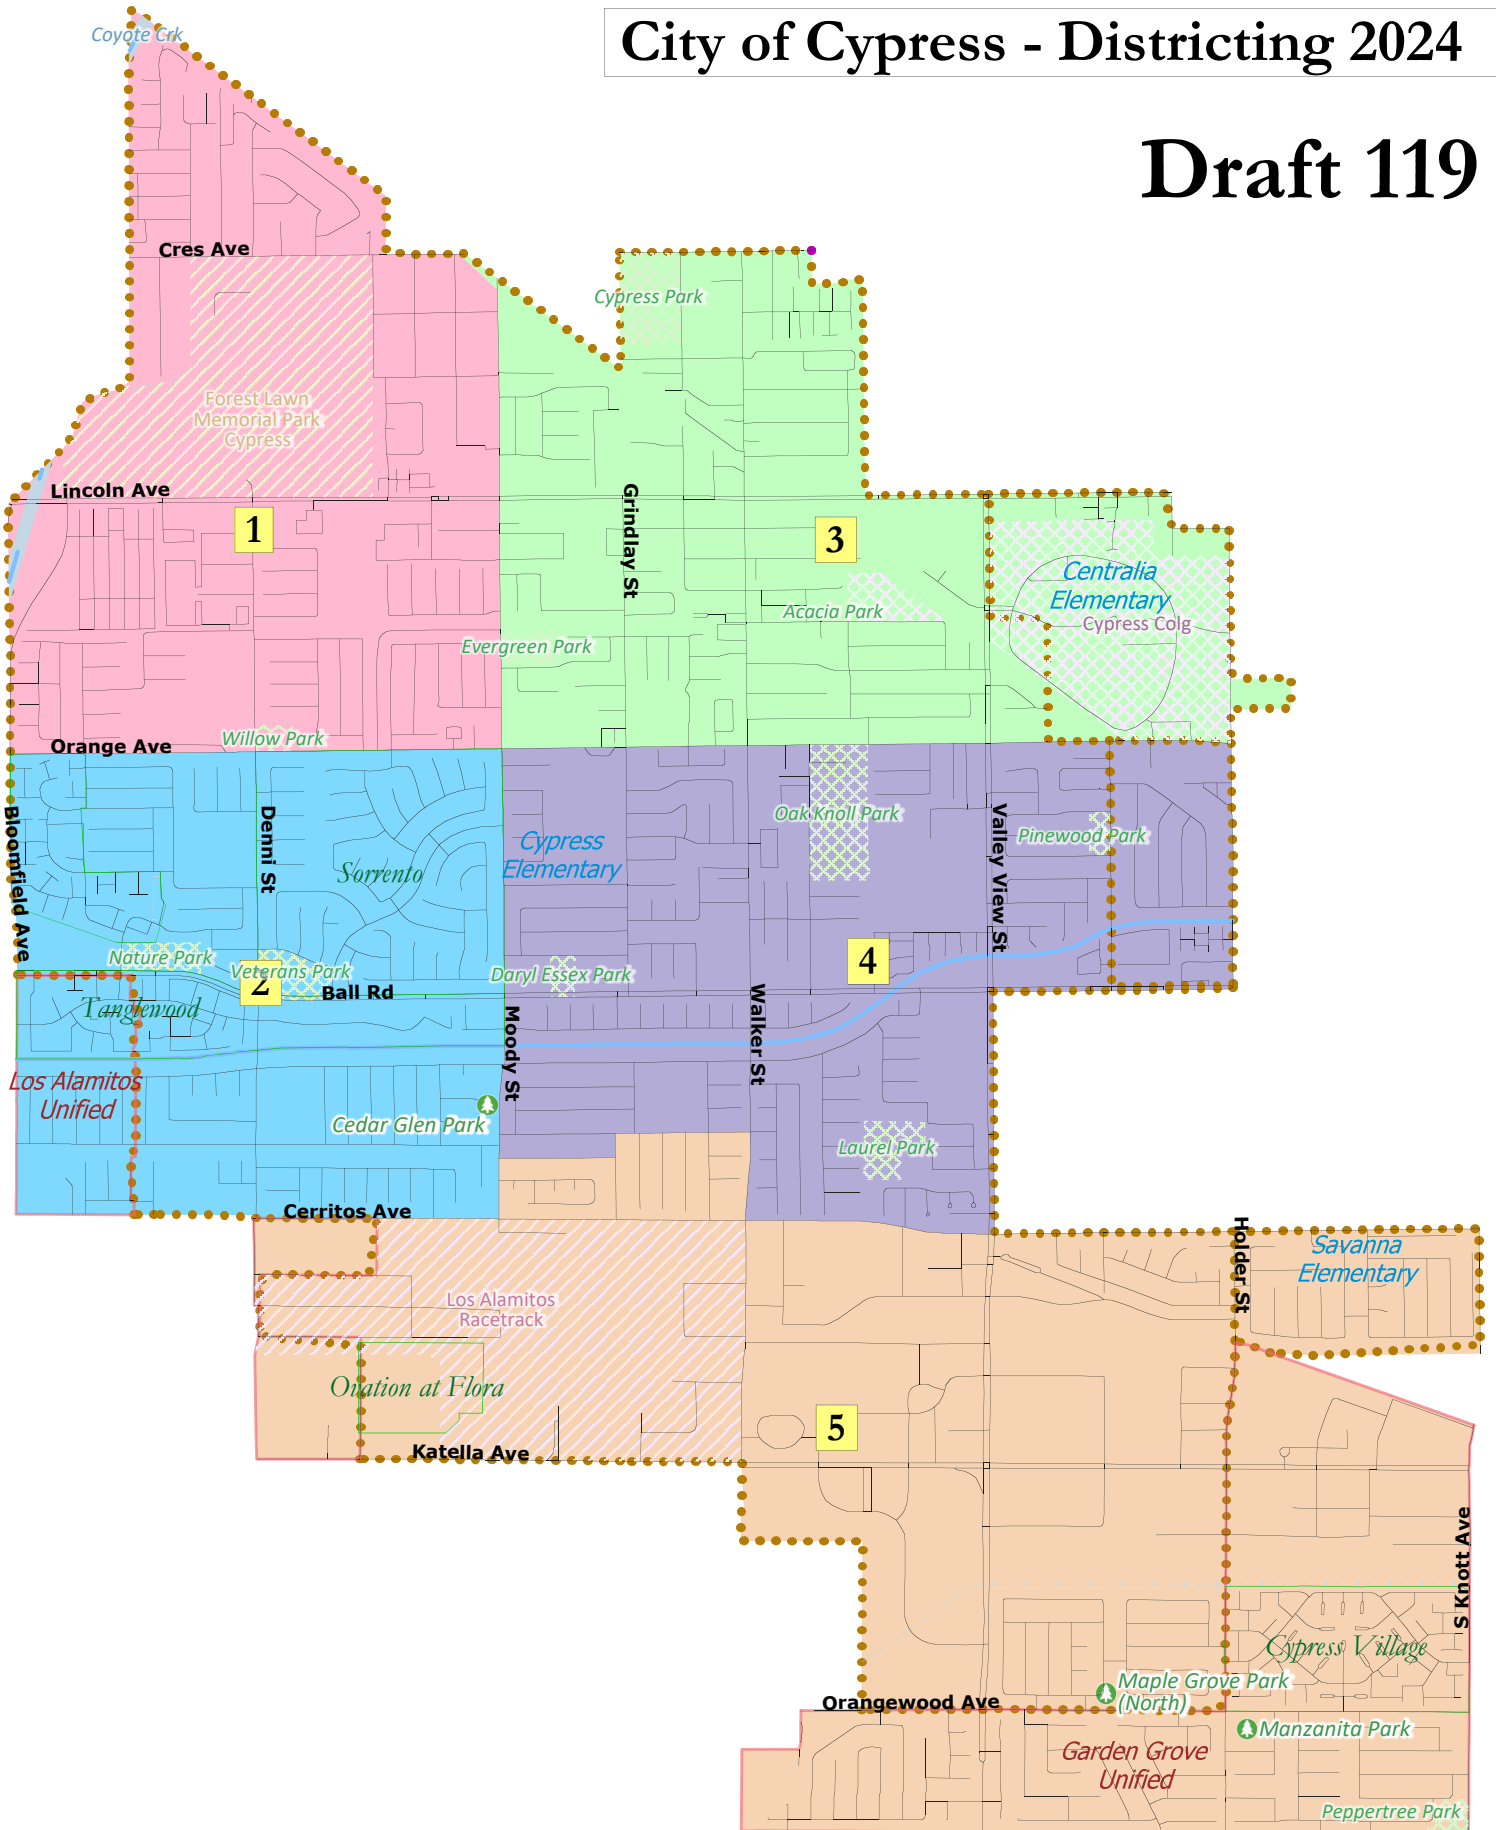 City of Cypress - Districting 2024
Draft 119
Coyote Crk
Cres Ave
Cypress Park
Forest Lawn
Memorial Park
Cypress
Lincoln Ave
1
Grindlay St
3
Centralia
Elementary
Cypress Colg
Acacia Park
Evergreen Park
Willow Park
Orange Ave
Bloomfield Ave
Denni St
Sorrento
Cypress
Elementary
Oak Knoll Park
Valley View St
Pinewood Park
Nature Park
Veterans Park
2
Ball Rd
Daryl Essex Park
4
Tanglewood
Moody St
Walker St
Los Alamitos
Unified
Cedar Glen Park
Laurel Park
Cerritos Ave
Holder St
Savanna
Elementary
Los Alamitos
Racetrack
Ovation at Flora
5
Katella Ave
S Knott Ave
Cypress Village
Maple Grove Park
(North)
Orangewood Ave
Manzanita Park
Garden Grove
Unified
Peppertree Park